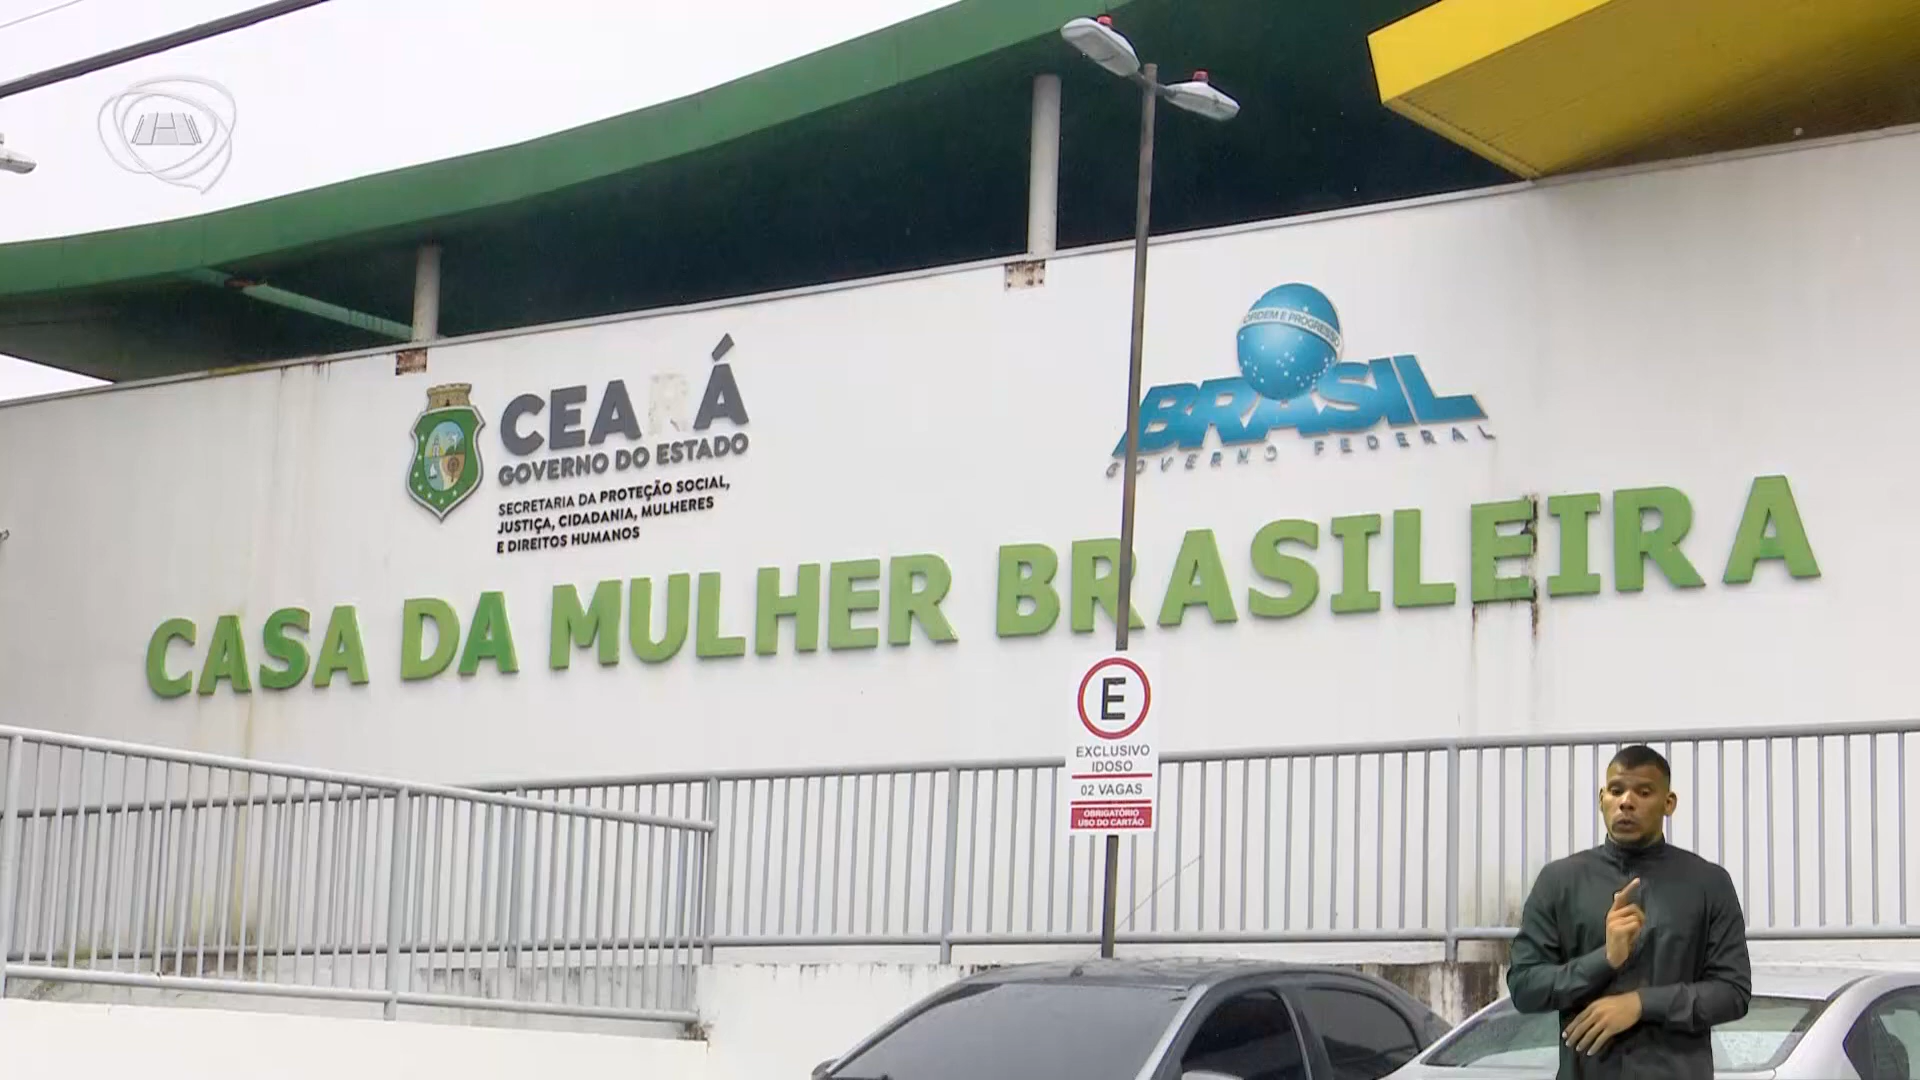 CEARÁ
GOVERNO DO ESTADO
SECRETARIA DA PROTEÇÃO SOCIAL,
JUSTIÇA, CIDADANIA, MULHERES
E DIREITOS HUMANOS
ORDEM E PROGRESSO
BRASIL
GOVERNO FEDERAL
CASA DA MULHER BRASILEIRA
E
EXCLUSIVO
IDOSO
02 VAGAS
OBRIGATÓRIO
USO DO CARTÃO